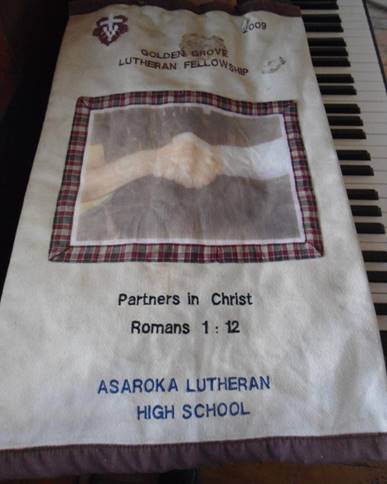 2009
GOLDEN GROVE
LUTHERAN FELLOWSHIP
Partners in Christ
Romans 1 : 12
ASAROKA LUTHERAN
HIGH SCHOOL